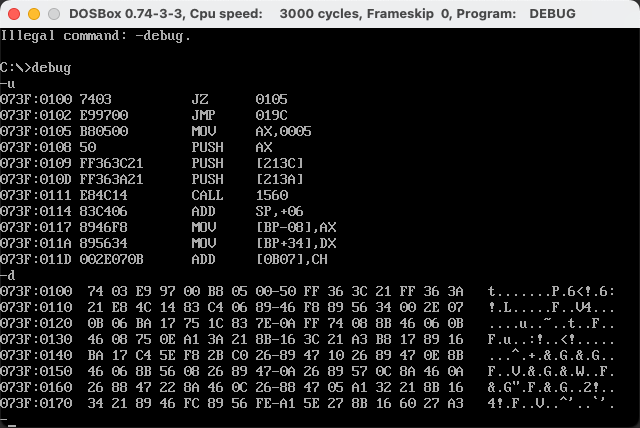 DOSBox 0.74-3-3, Cpu speed:    3000 cycles, Frameskip  0, Program:   DEBUG
Illegal command: -debug.
C:\>debug
-u
073F:0100 7403          JZ      0105
073F:0102 E99700        JMP     019C
073F:0105 B80500        MOV     AX,0005
073F:0108 50            PUSH    AX
073F:0109 FF363C21      PUSH    [213C]
073F:010D FF363A21      PUSH    [213A]
073F:0111 E84C14        CALL    1560
073F:0114 83C406        ADD     SP,+06
073F:0117 8946F8        MOV     [BP-08],AX
073F:011A 895634        MOV     [BP+34],DX
073F:011D 002E070B      ADD     [0B07],CH
-d
073F:0100  74 03 E9 97 00 B8 05 00-50 FF 36 3C 21 FF 36 3A   t.......P.6<!.6:
073F:0110  21 E8 4C 14 83 C4 06 89-46 F8 89 56 34 00 2E 07   !.L.....F..V4...
073F:0120  0B 06 BA 17 75 1C 83 7E-0A FF 74 08 8B 46 06 0B   ....u..~..t..F..
073F:0130  46 08 75 0E A1 3A 21 8B-16 3C 21 A3 B8 17 89 16   F.u..:!..<!.....
073F:0140  BA 17 C4 5E F8 2B C0 26-89 47 10 26 89 47 0E 8B   ...^.+.&.G.&.G..
073F:0150  46 06 8B 56 08 26 89 47-0A 26 89 57 0C 8A 46 0A   F..V.&.G.&.W..F.
073F:0160  26 88 47 22 8A 46 0C 26-88 47 05 A1 32 21 8B 16   &.G".F.&.G..2!..
073F:0170  34 21 89 46 FC 89 56 FE-A1 5E 27 8B 16 60 27 A3   4!.F..V..^'..`'.
-